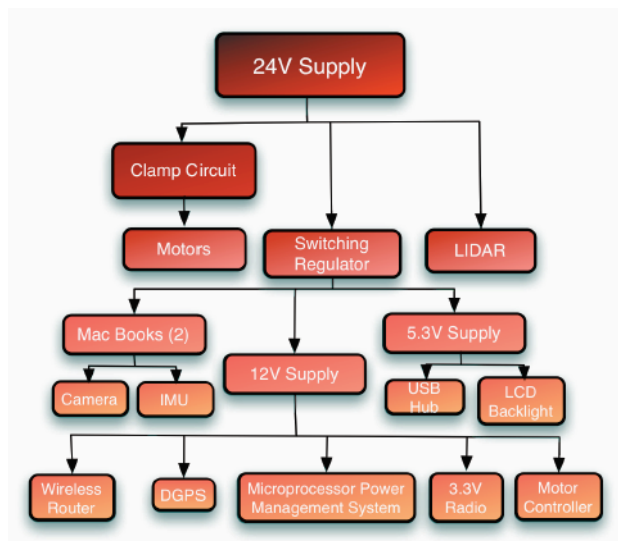 24V Supply
Clamp Circuit
Motors
Switching
Regulator
LIDAR
Mac Books (2)
5.3V Supply
12V Supply
Camera
IMU
USB
Hub
LCD
Backlight
Wireless
Router
DGPS
Microprocessor Power
Management System
3.3V
Radio
Motor
Controller